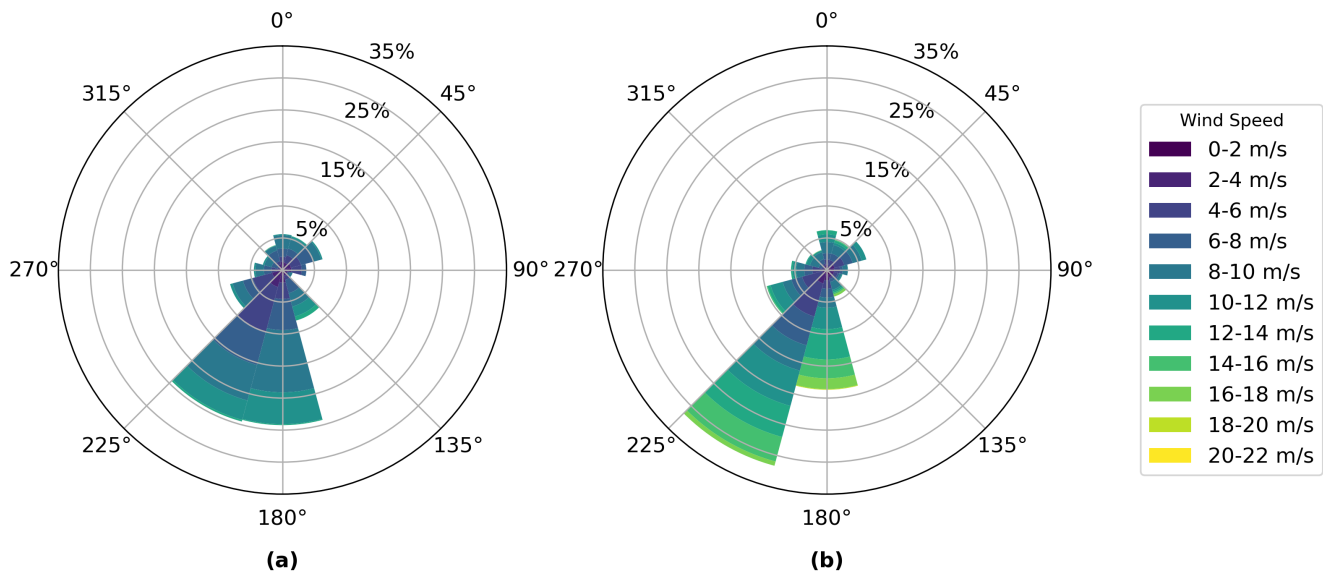 0°
35%
315°
45°
25%
15%
5%
270°
90°
225°
135°
180°
(a)
0°
35%
315°
45°
25%
15%
5%
270°
90°
225°
135°
180°
(b)
Wind Speed
0-2 m/s
2-4 m/s
4-6 m/s
6-8 m/s
8-10 m/s
10-12 m/s
12-14 m/s
14-16 m/s
16-18 m/s
18-20 m/s
20-22 m/s